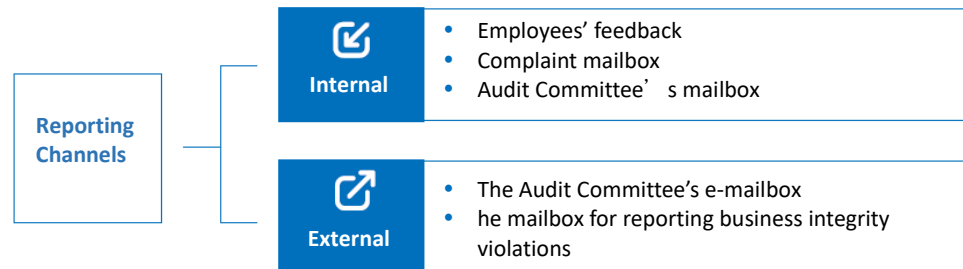 Reporting
Channels
Internal
• Employees’ feedback
• Complaint mailbox
• Audit Committee’ s mailbox
External
• The Audit Committee’s e-mailbox
• he mailbox for reporting business integrity
violations